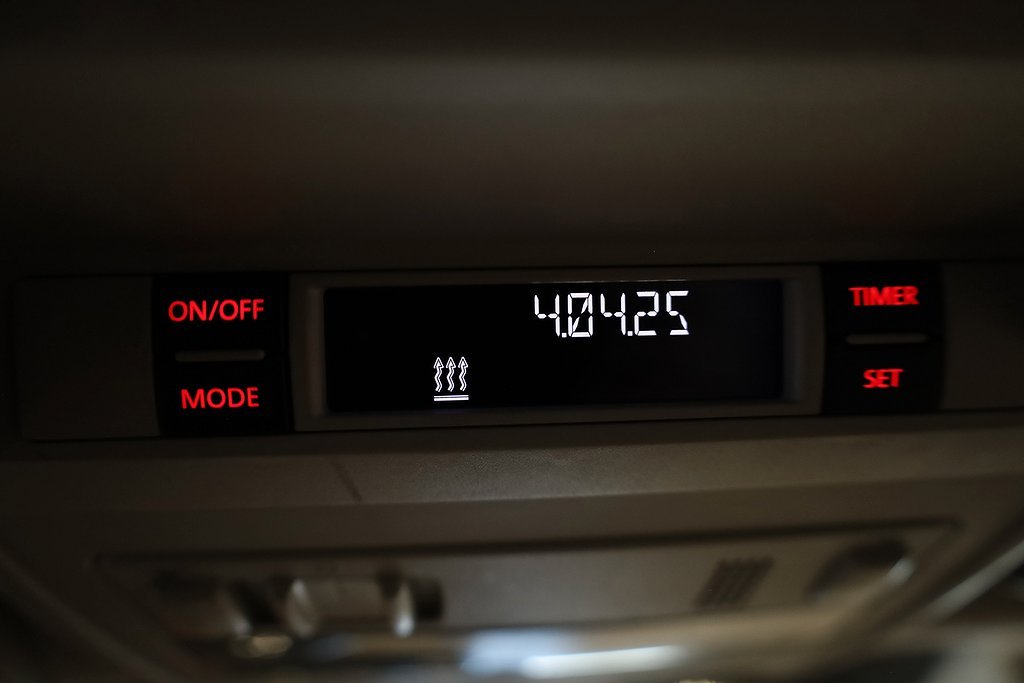 ON/OFF
MODE
4.04.25
TIMER
SET